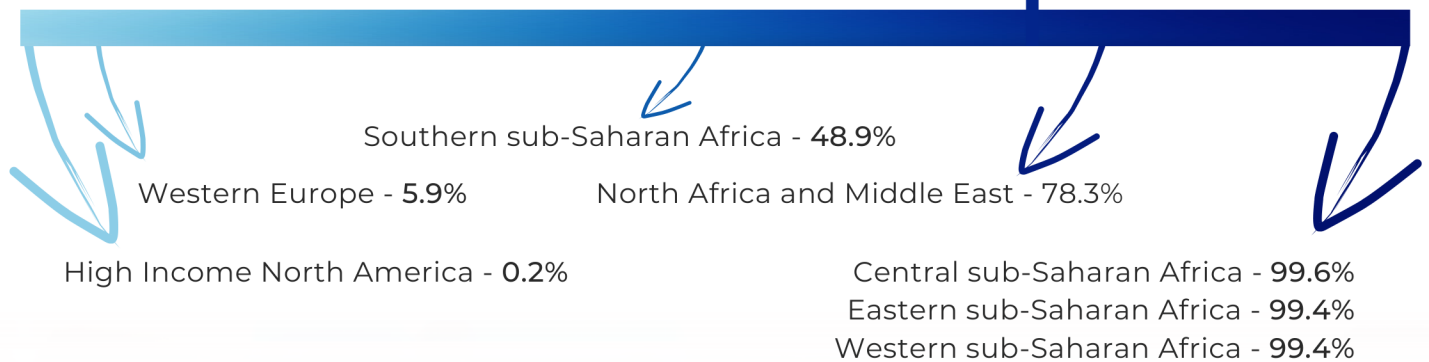 Southern sub-Saharan Africa - 48.9%
Western Europe - 5.9%
North Africa and Middle East - 78.3%
High Income North America - 0.2%
Central sub-Saharan Africa - 99.6%
Eastern sub-Saharan Africa - 99.4%
Western sub-Saharan Africa - 99.4%